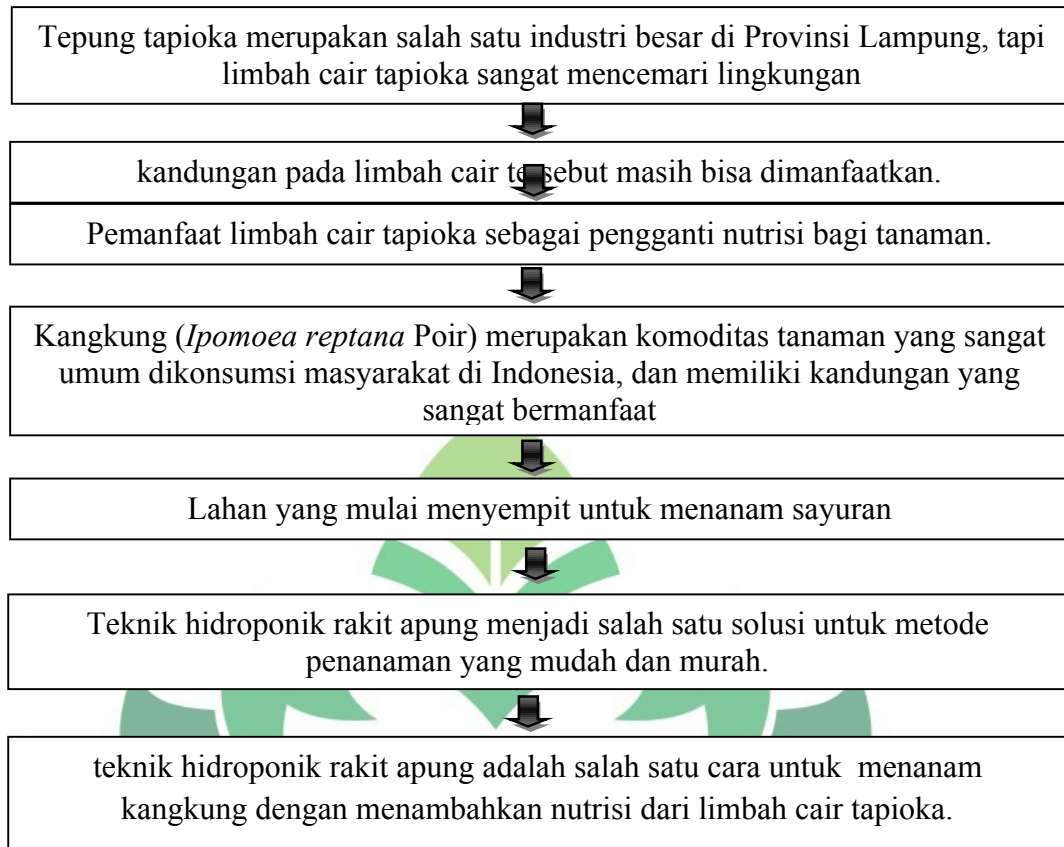 Tepung tapioka merupakan salah satu industri besar di Provinsi Lampung, tapi
limbah cair tapioka sangat mencemari lingkungan
kandungan pada limbah cair tersebut masih bisa dimanfaatkan.
Pemanfaat limbah cair tapioka sebagai pengganti nutrisi bagi tanaman.
Kangkung (Ipomoea reptana Poir) merupakan komoditas tanaman yang sangat
umum dikonsumsi masyarakat di Indonesia, dan memiliki kandungan yang
sangat bermanfaat
Lahan yang mulai menyempit untuk menanam sayuran
Teknik hidroponik rakit apung menjadi salah satu solusi untuk metode
penanaman yang mudah dan murah.
teknik hidroponik rakit apung adalah salah satu cara untuk menanam
kangkung dengan menambahkan nutrisi dari limbah cair tapioka.